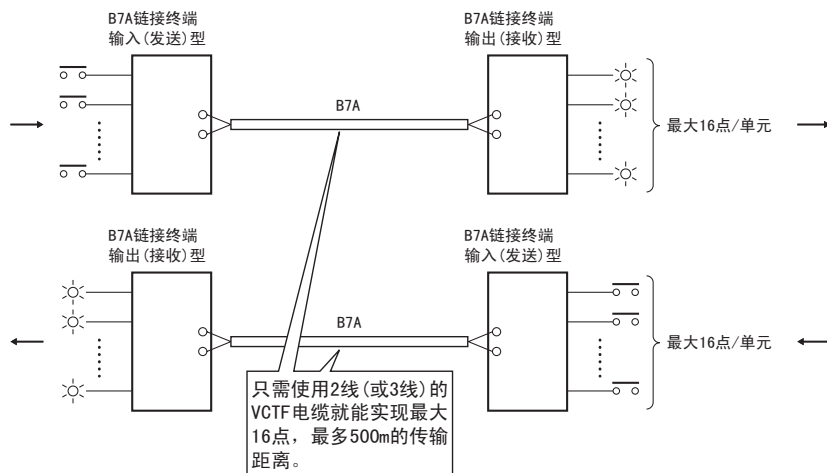 B7A链接终端
输入(发送)型
B7A链接终端
输出(接收)型
B7A
最大16点/单元
B7A链接终端
输出(接收)型
B7A链接终端
输入(发送)型
B7A
最大16点/单元
只需使用2线(或3线)的
VCTF电缆就能实现最大
16点，最多500m的传输
距离。